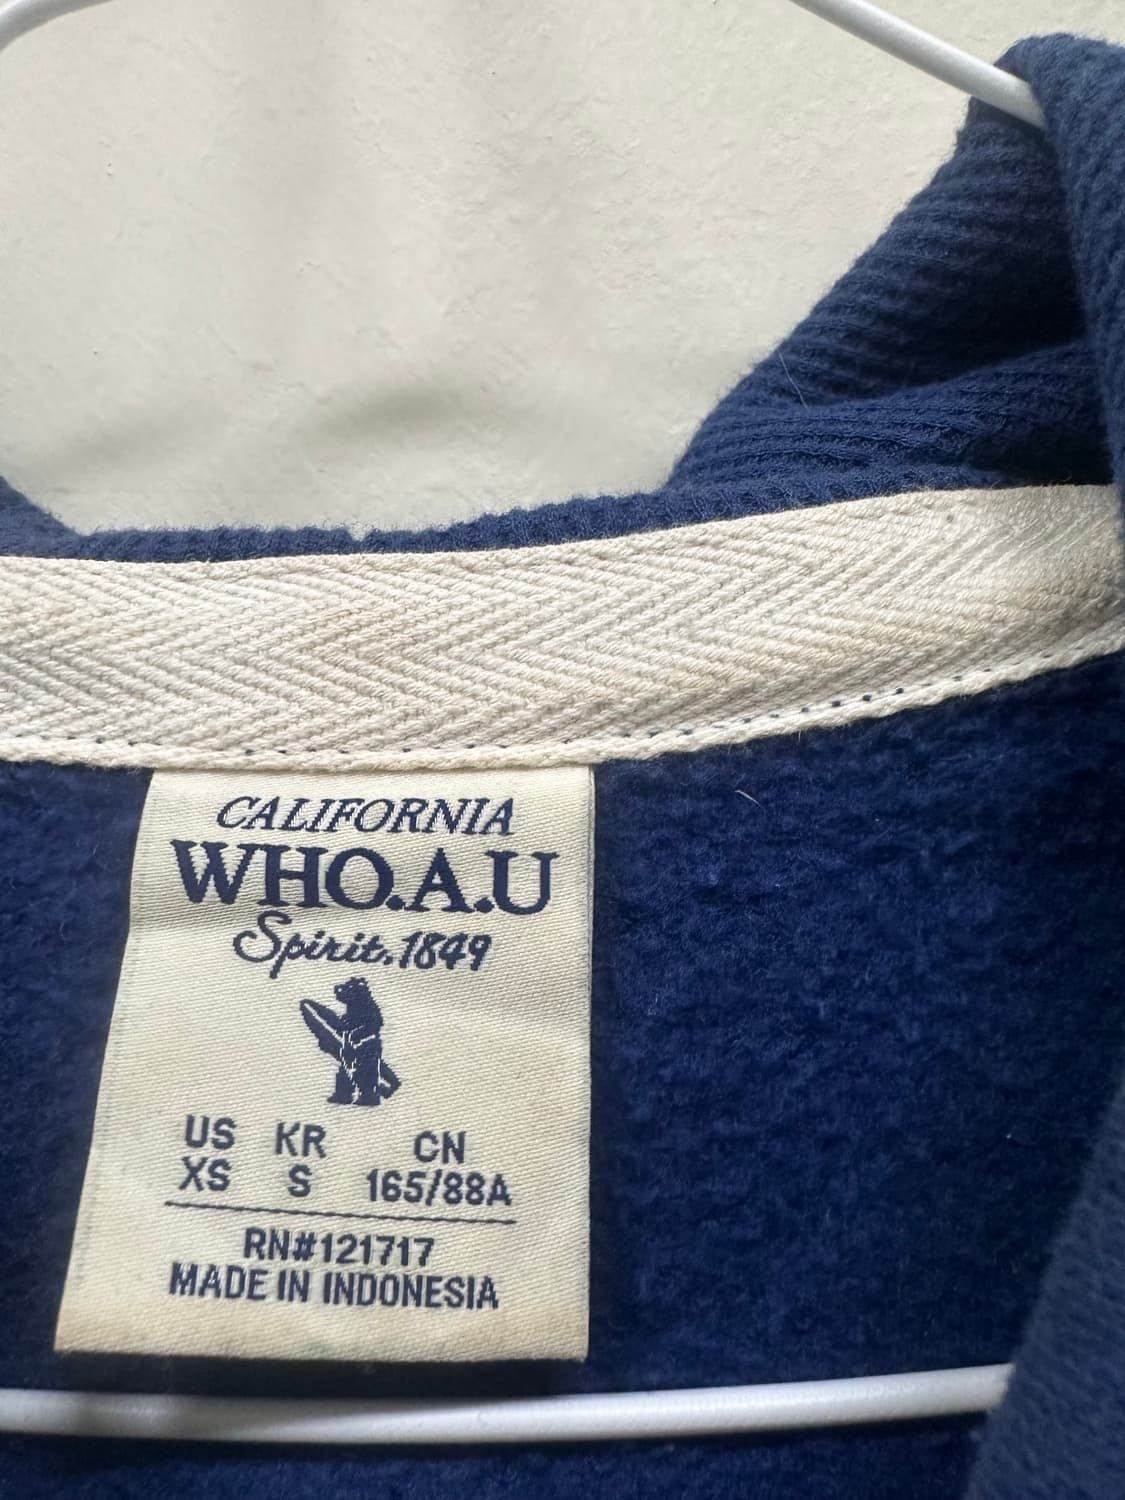 CALIFORNIA
WHO.A.U
Spirit.1849
US KR CN
XS S 165/88A
RN#121717
MADE IN INDONESIA